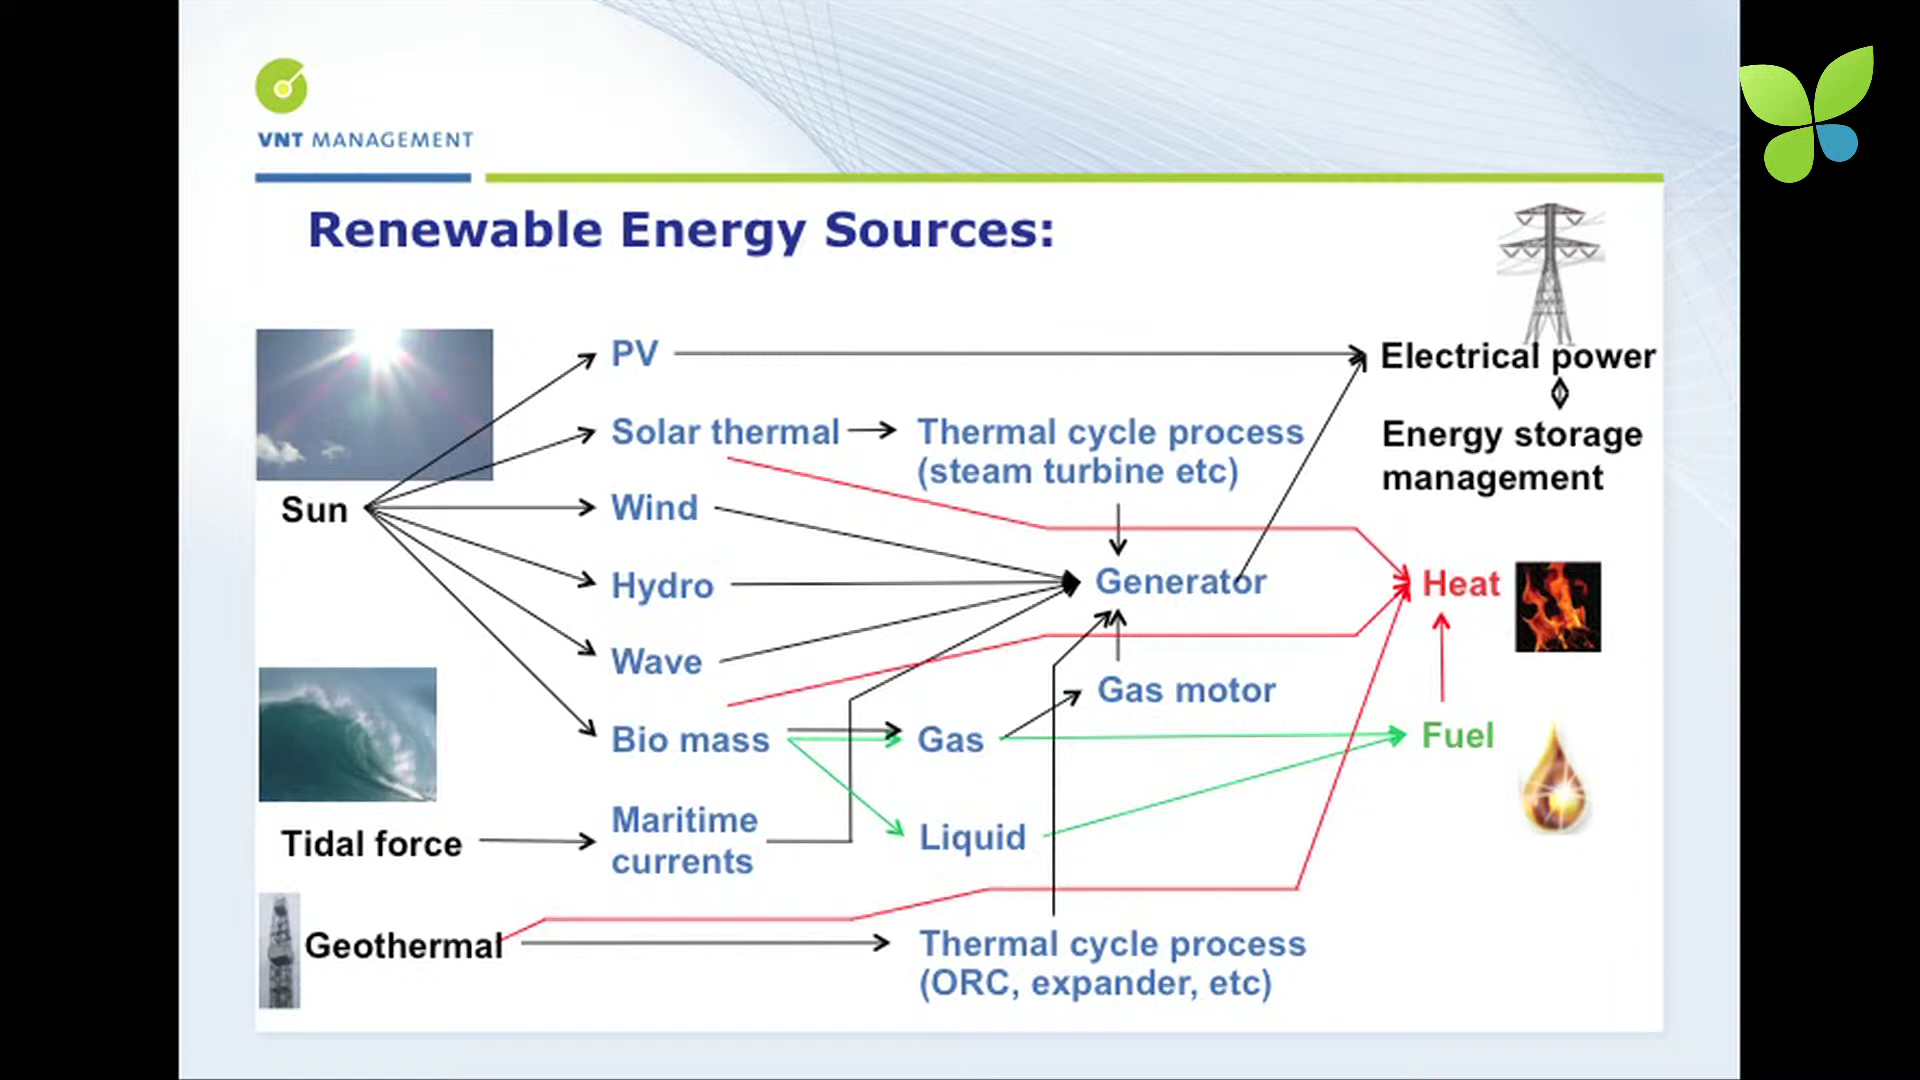 VNT MANAGEMENT
Renewable Energy Sources:
PV
Electrical power
Solar thermal
Thermal cycle process
(steam turbine etc)
Energy storage
management
Sun
Wind
Hydro
Generator
Heat
Wave
Gas motor
Bio mass
Gas
Fuel
Maritime
currents
Liquid
Tidal force
Geothermal
Thermal cycle process
(ORC, expander, etc)